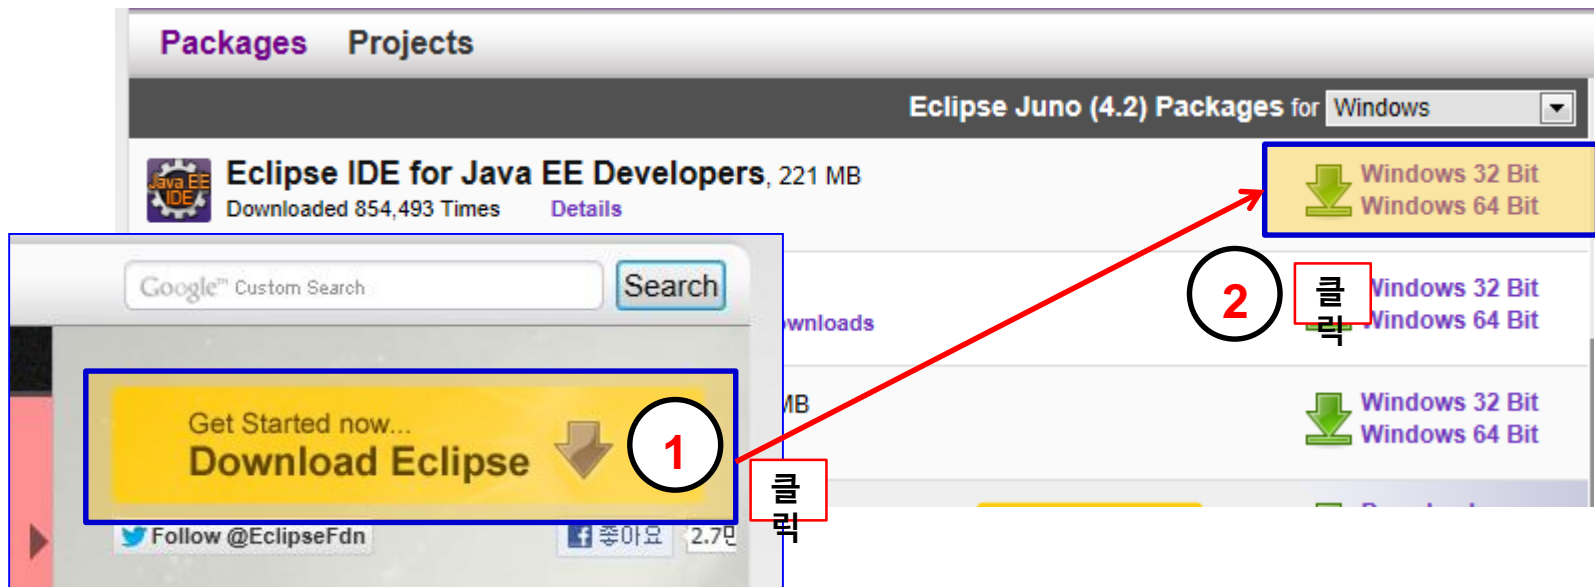 Packages Projects
Eclipse Juno (4.2) Packages for Windows
Java EE
IDE
Eclipse IDE for Java EE Developers, 221 MB
Downloaded 854,493 Times Details
Windows 32 Bit
Windows 64 Bit
Google™ Custom Search
Search
2
클
릭
Windows 32 Bit
Windows 64 Bit
MB
Windows 32 Bit
Windows 64 Bit
Get Started now...
Download Eclipse
1
클
릭
Follow @EclipseFdn
좋아요